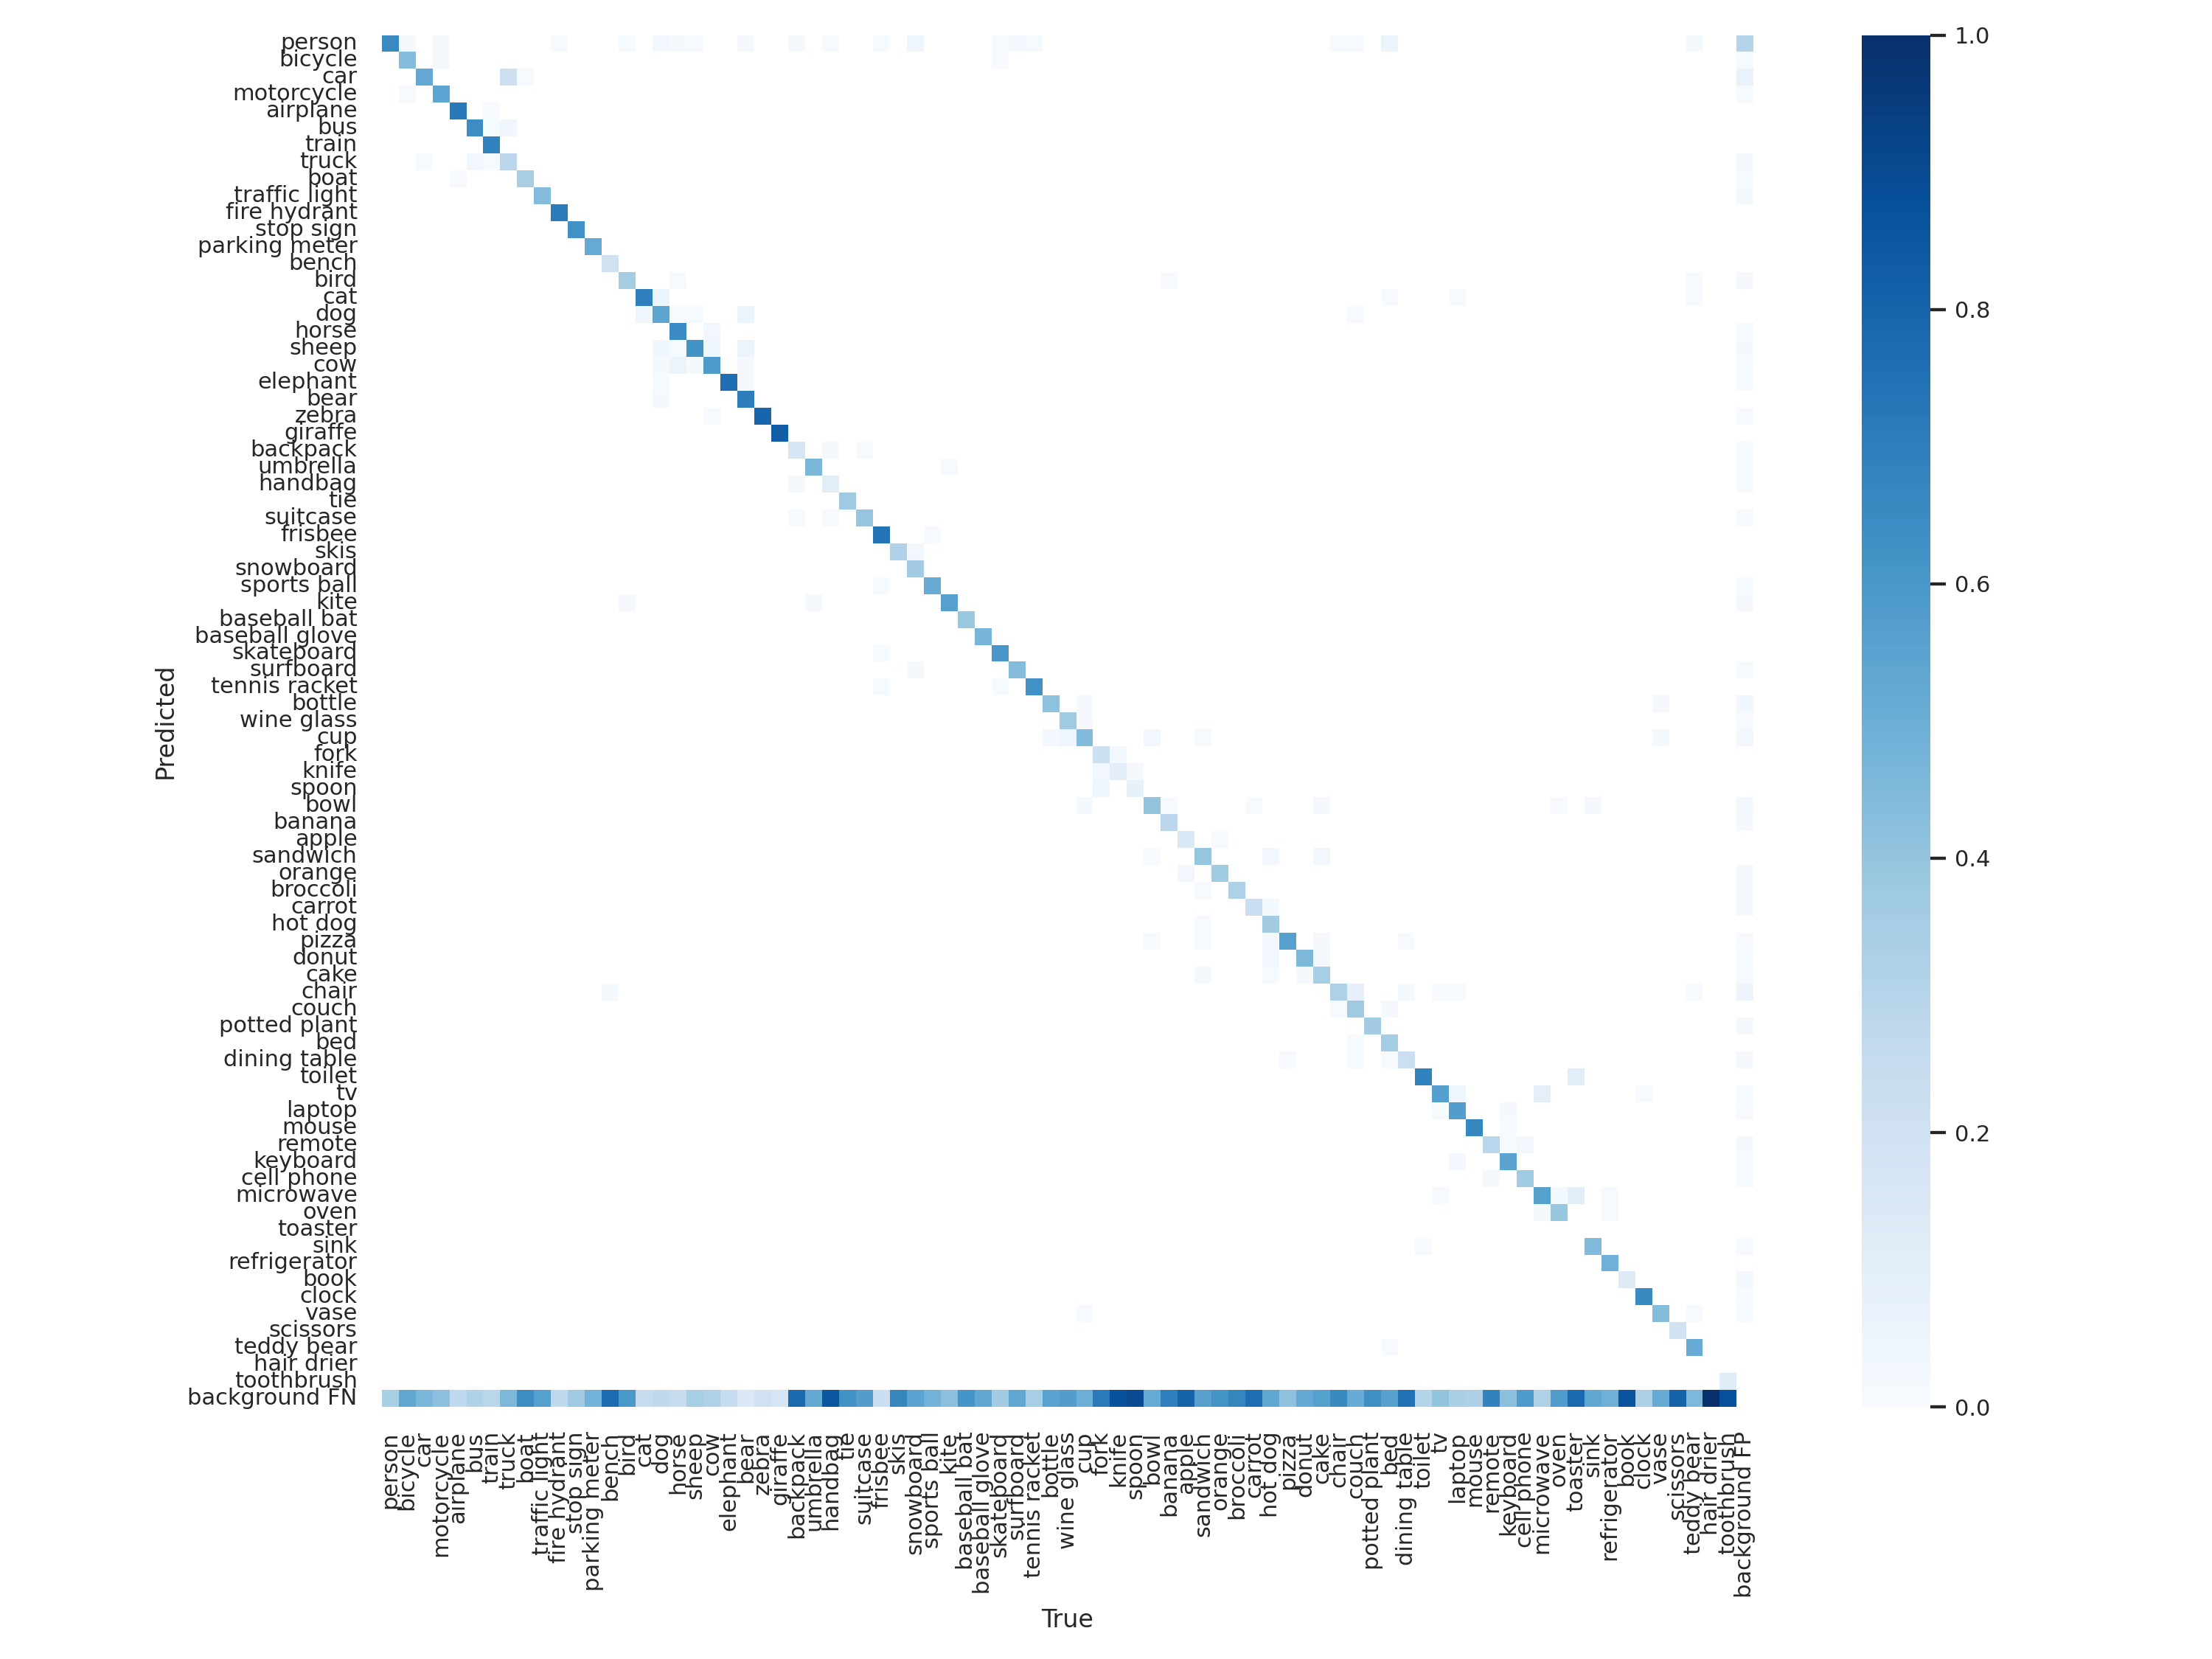 person
bicycle
car
motorcycle
airplane
bus
train
truck
boat
traffic light
fire hydrant
stop sign
parking meter
bench
bird
cat
dog
horse
sheep
cow
elephant
bear
zebra
giraffe
backpack
umbrella
handbag
tie
suitcase
frisbee
skis
snowboard
sports ball
kite
baseball bat
baseball glove
skateboard
surfboard
tennis racket
bottle
wine glass
cup
fork
knife
spoon
bowl
banana
apple
sandwich
orange
broccoli
carrot
hot dog
pizza
donut
cake
chair
couch
potted plant
bed
dining table
toilet
tv
laptop
mouse
remote
keyboard
cell phone
microwave
oven
toaster
sink
refrigerator
book
clock
vase
scissors
teddy bear
hair drier
toothbrush
background FN
Predicted
person
bicycle
car
motorcycle
airplane
bus
train
truck
boat
traffic light
fire hydrant
stop sign
parking meter
bench
bird
cat
dog
horse
sheep
cow
elephant
bear
zebra
giraffe
backpack
umbrella
handbag
tie
suitcase
frisbee
skis
snowboard
sports ball
kite
baseball bat
baseball glove
skateboard
surfboard
tennis racket
bottle
wine glass
cup
fork
knife
spoon
bowl
banana
apple
sandwich
orange
broccoli
carrot
hot dog
pizza
donut
cake
chair
couch
potted plant
bed
dining table
toilet
tv
laptop
mouse
remote
keyboard
cell phone
microwave
oven
toaster
sink
refrigerator
book
clock
vase
scissors
teddy bear
hair drier
toothbrush
background FP
True
1.0
0.8
0.6
0.4
0.2
0.0